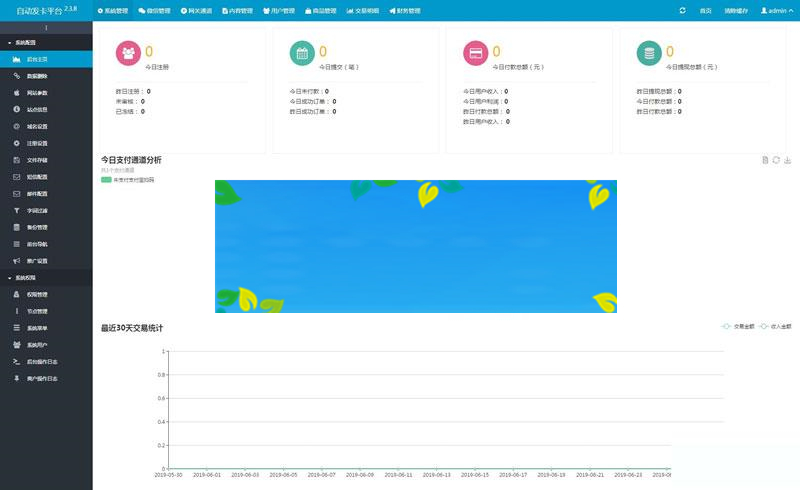 自动发卡平台 2.3.8
系统管理 微信管理 网关通道 内容管理 用户管理 商品管理 交易明细 财务管理 首页 清除缓存 admin
系统配置
后台主页
数据删除
网站参数
站点信息
域名设置
注册设置
文件存储
短信配置
邮件配置
字词过滤
备份管理
前台导航
推广设置
系统权限
权限管理
节点管理
系统菜单
系统用户
后台操作日志
商户操作日志
0
今日注册
昨日注册： 0
未审核： 0
已冻结： 0
0
今日提交（笔）
今日未付款：0
今日成功订单： 0
昨日成功订单： 0
0
今日付款总额（元）
今日用户收入：0
今日用户利润：0
昨日付款总额： 0
昨日用户收入： 0
0
今日提现总额（元）
昨日提现总额：0
今日付款总额：0
昨日付款总额：0
今日支付通道分析
共1个支付通道
未支付支付宝扫码
最近30天交易统计
交易金额 收入金额
1
0.8
0.6
0.4
0.2
0
2019-05-30 2019-06-01 2019-06-03 2019-06-05 2019-06-07 2019-06-09 2019-06-11 2019-06-13 2019-06-15 2019-06-17 2019-06-19 2019-06-21 2019-06-23 2019-06-25 2019-0